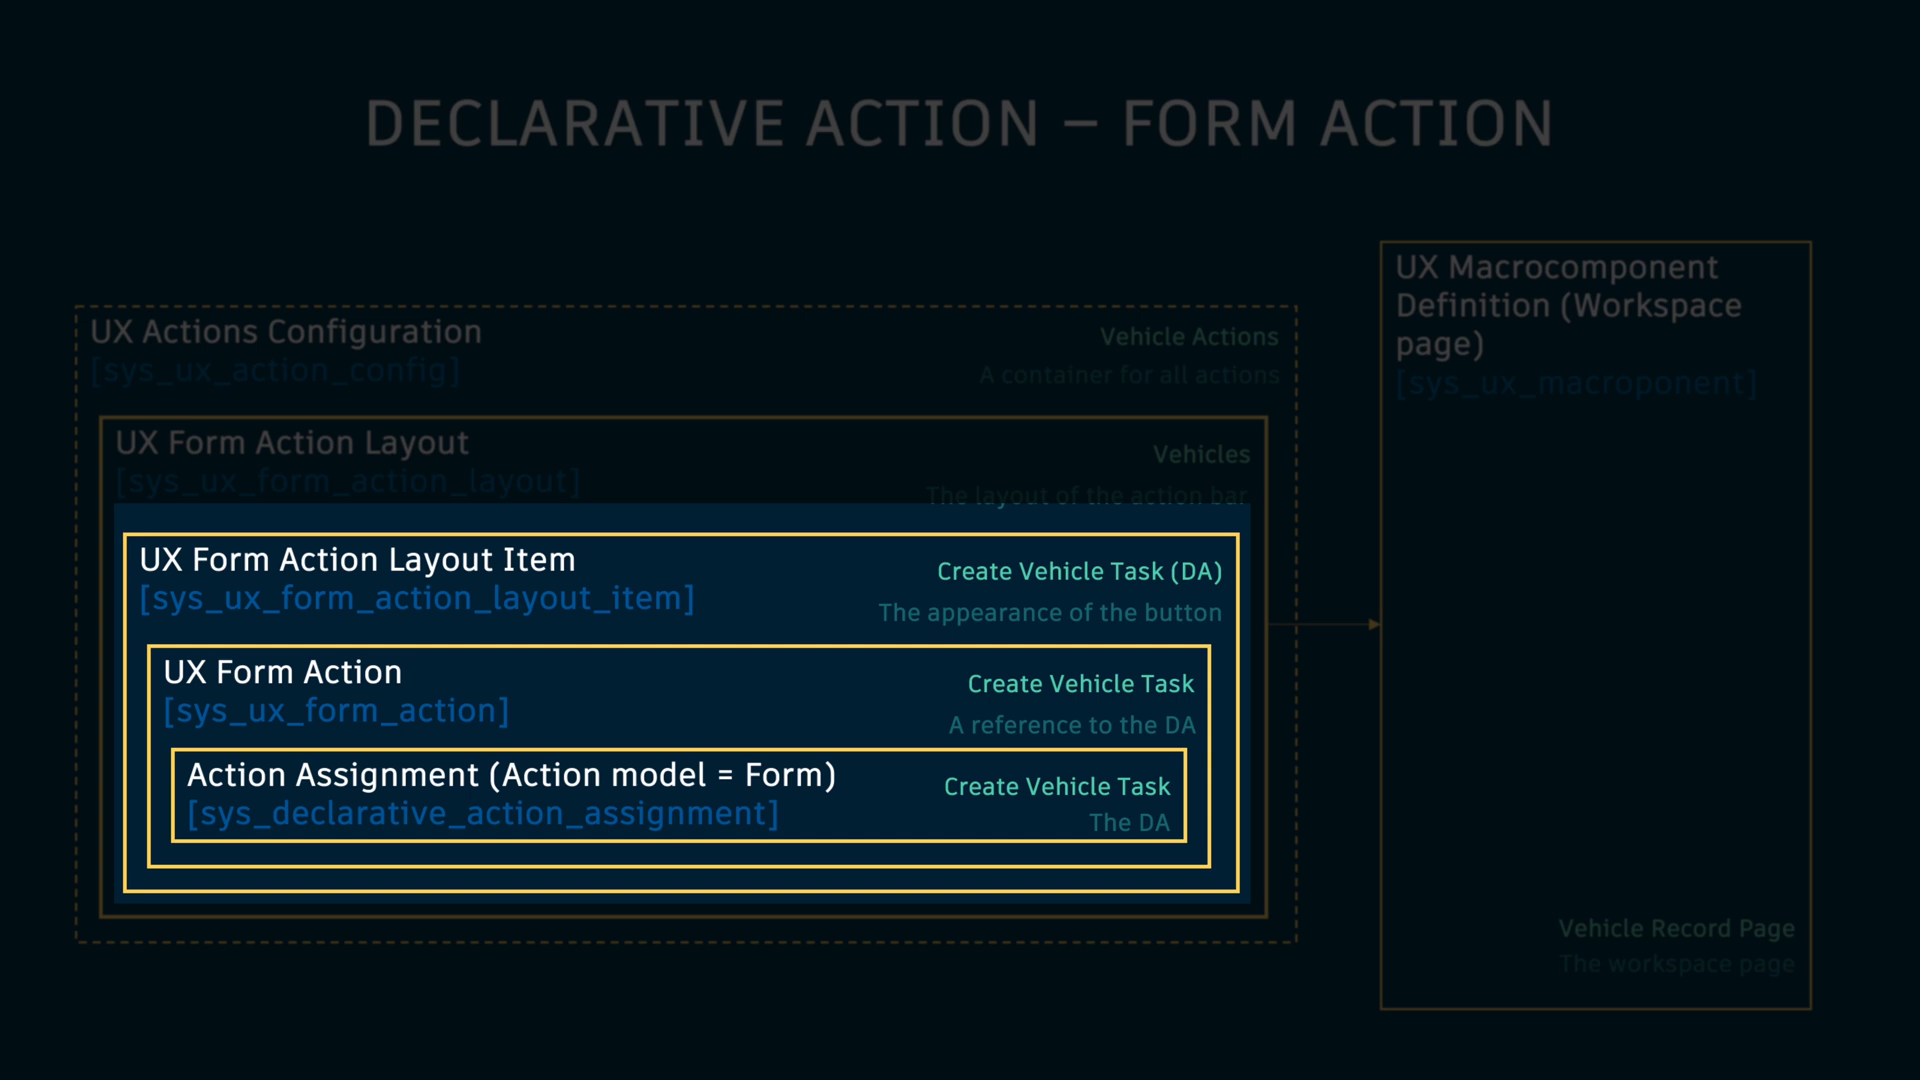 DECLARATIVE ACTION – FORM ACTION
UX Actions Configuration
[sys_ux_action_config]
Vehicle Actions
A container for all actions
UX Form Action Layout
[sys_ux_form_action_layout]
Vehicles
The layout of the action bar
UX Form Action Layout Item
[sys_ux_form_action_layout_item]
Create Vehicle Task (DA)
The appearance of the button
UX Form Action
[sys_ux_form_action]
Create Vehicle Task
A reference to the DA
Action Assignment (Action model = Form)
[sys_declarative_action_assignment]
Create Vehicle Task
The DA
UX Macrocomponent
Definition (Workspace
page)
[sys_ux_macroponent]
Vehicle Record Page
The workspace page